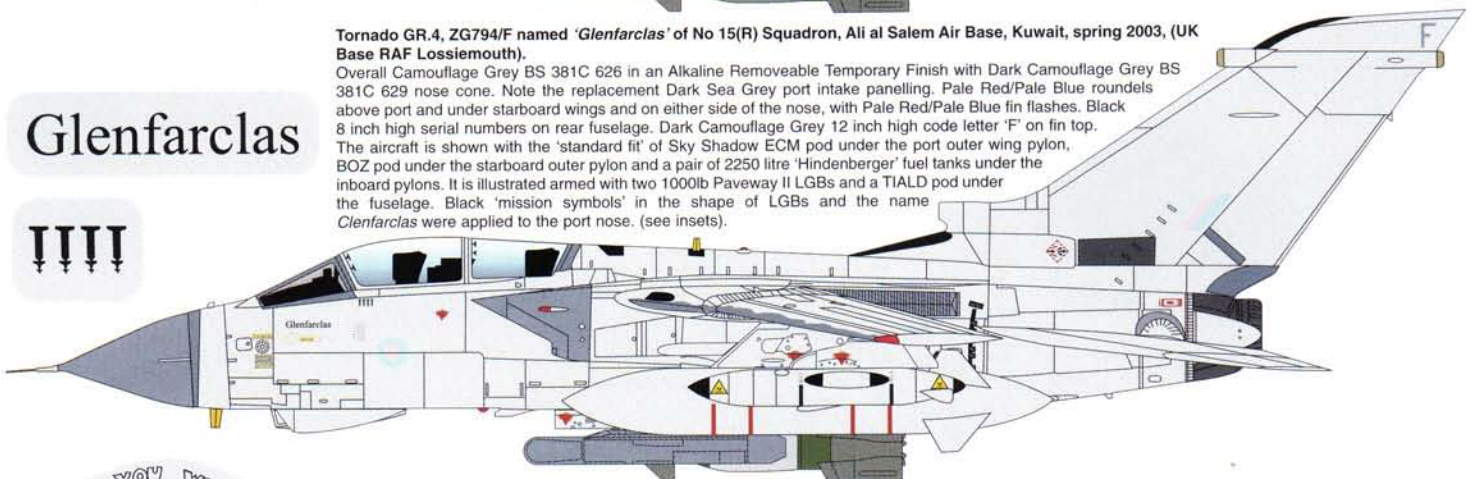 Tornado GR.4, ZG794/F named 'Glenfarclas' of No 15(R) Squadron, Ali al Salem Air Base, Kuwait, spring 2003, (UK
Base RAF Lossiemouth).
Overall Camouflage Grey BS 381C 626 in an Alkaline Removeable Temporary Finish with Dark Camouflage Grey BS
381C 629 nose cone. Note the replacement Dark Sea Grey port intake panelling. Pale Red/Pale Blue roundels
above port and under starboard wings and on either side of the nose, with Pale Red/Pale Blue fin flashes. Black
8 inch high serial numbers on rear fuselage. Dark Camouflage Grey 12 inch high code letter 'F' on fin top.
The aircraft is shown with the 'standard fit' of Sky Shadow ECM pod under the port outer wing pylon,
BOZ pod under the starboard outer pylon and a pair of 2250 litre 'Hindenberger' fuel tanks under the
inboard pylons. It is illustrated armed with two 1000lb Paveway II LGBs and a TIALD pod under
the fuselage. Black 'mission symbols' in the shape of LGBs and the name
Clenfarclas were applied to the port nose. (see insets).
Glenfarclas
F
Glenfarclas
YOU